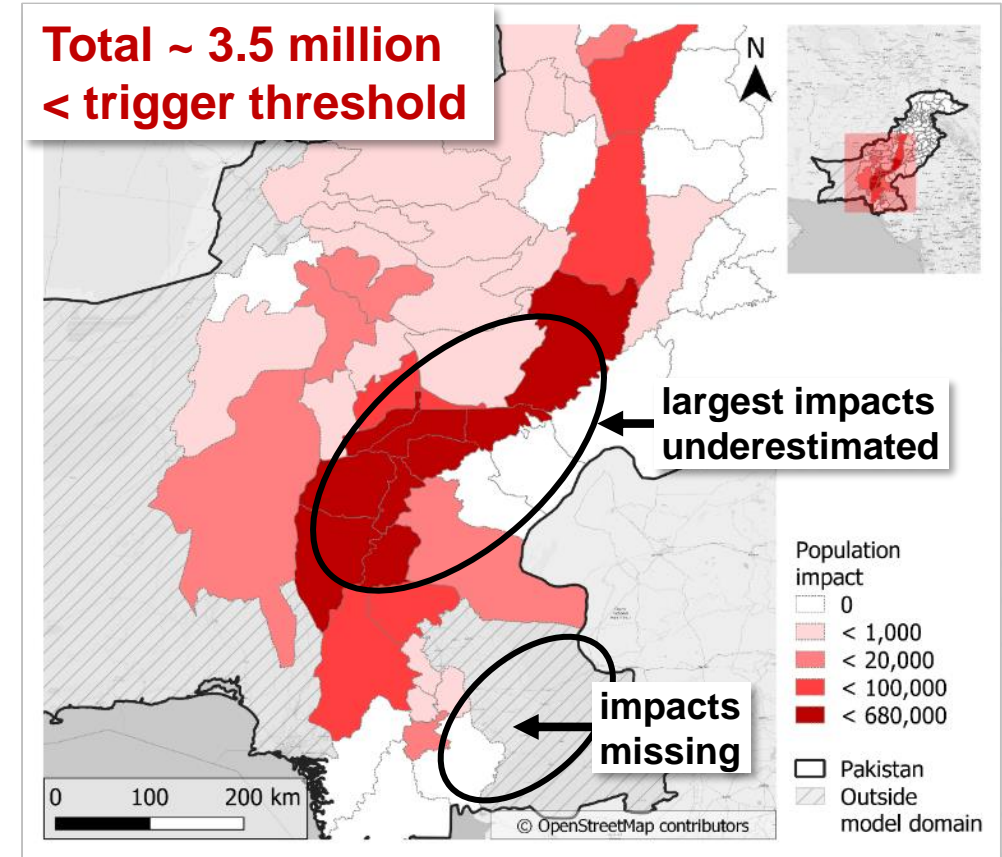 Total ~ 3.5 million
< trigger threshold
N
largest impacts
underestimated
Population
impact
0
< 1,000
< 20,000
< 100,000
< 680,000
impacts
missing
Pakistan
Outside
model domain
0 100 200 km
© OpenStreetMap contributors